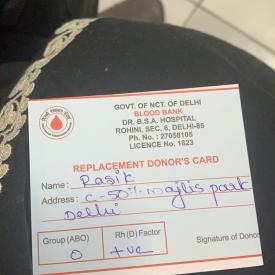 GOVT. OF NCT. OF DELHI
BLOOD BANK
DR. B.S.A. HOSPITAL
ROHINI, SEC. 6, DELHI-85
Ph. No. : 27058105
LICENCE No. 1823
REPLACEMENT DONOR'S CARD
Name: Rasik
Address: C-50 majlis park
Delhi
Group (ABO) Rh (D) Factor
O +ve
Signature of Donor